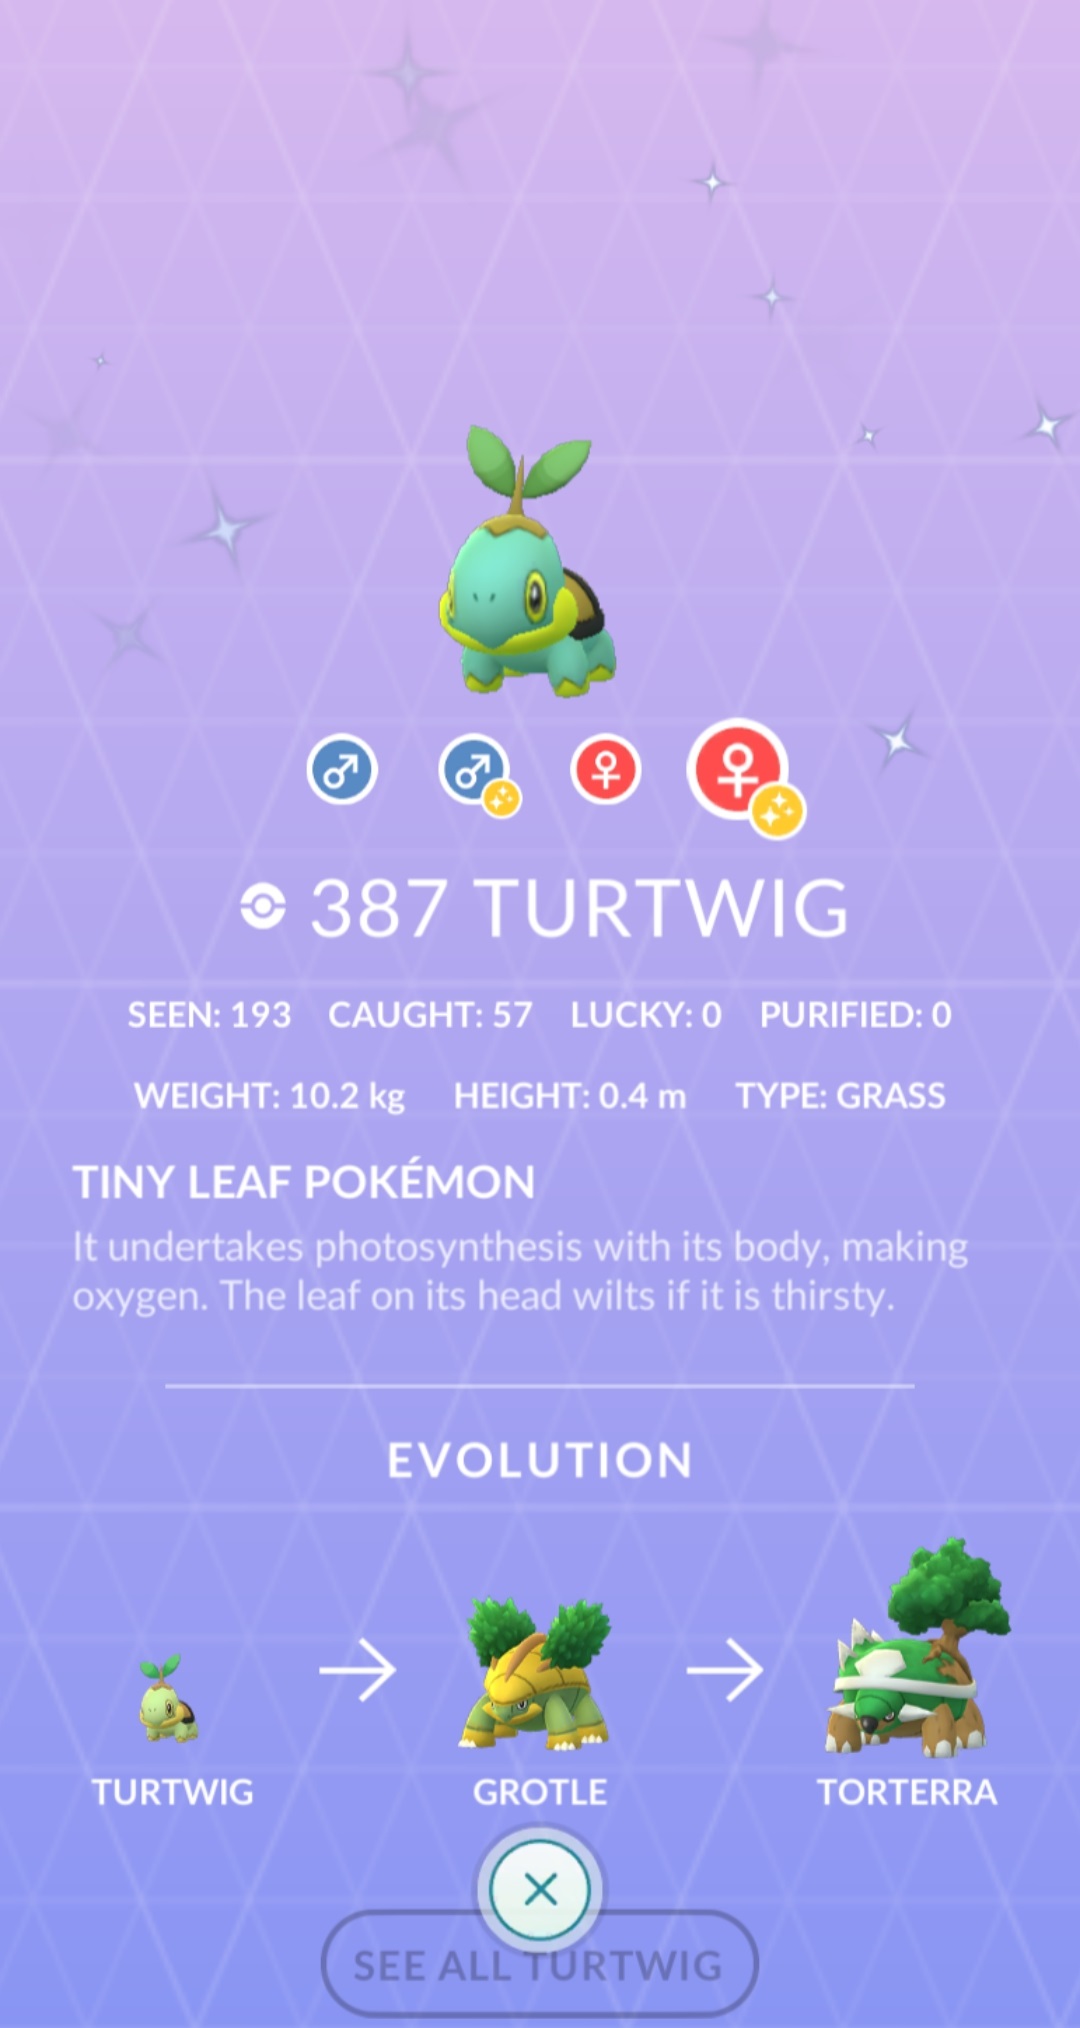 387 TURTWIG
SEEN: 193 CAUGHT: 57 LUCKY: 0 PURIFIED: 0
WEIGHT: 10.2 kg HEIGHT: 0.4 m TYPE: GRASS
TINY LEAF POKÉMON
It undertakes photosynthesis with its body, making
oxygen. The leaf on its head wilts if it is thirsty.
EVOLUTION
TURTWIG GROTLE TORTERRA
SEE ALL TURTWIG